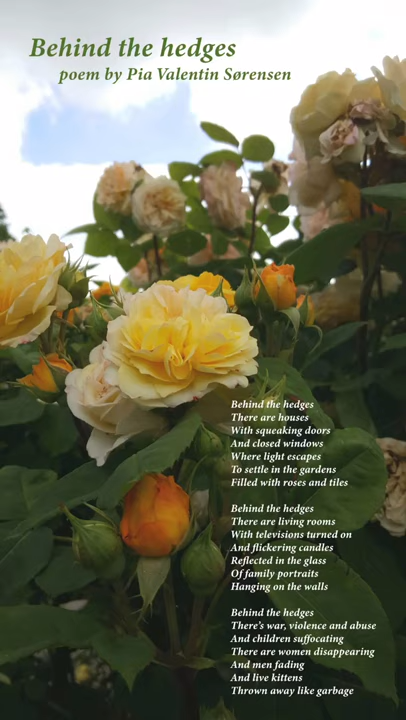 Behind the hedges
poem by Pia Valentin Sørensen
Behind the hedges
There are houses
With squeaking doors
And closed windows
Where light escapes
To settle in the gardens
Filled with roses and tiles
Behind the hedges
There are living rooms
With televisions turned on
And flickering candles
Reflected in the glass
Of family portraits
Hanging on the walls
Behind the hedges
There's war, violence and abuse
And children suffocating
There are women disappearing
And men fading
And live kittens
Thrown away like garbage